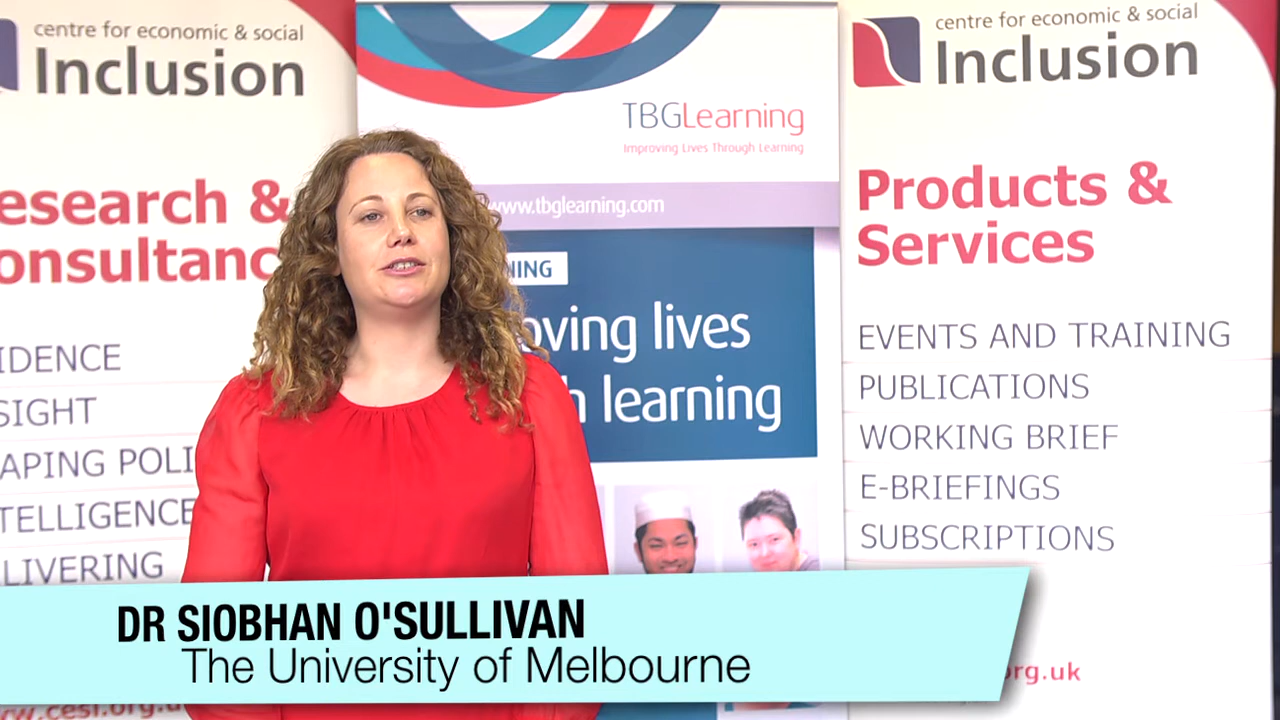 centre for economic & social
Inclusion
esearch &
onsultanc
IDENCE
SIGHT
APING POLI
TELLIGENCE
LIVERING
TBGLearning
Improving Lives Through Learning
www.tbglearning.com
NING
oving lives
h learning
centre for economic & social
Inclusion
Products &
Services
EVENTS AND TRAINING
PUBLICATIONS
WORKING BRIEF
E-BRIEFINGS
SUBSCRIPTIONS
org.uk
DR SIOBHAN O'SULLIVAN
The University of Melbourne